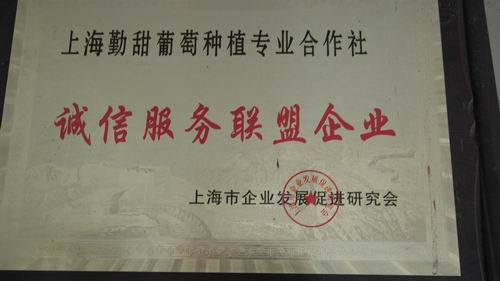 上海勤甜葡萄种植专业合作社
诚信服务联盟企业
上海市企业发展促进研究会